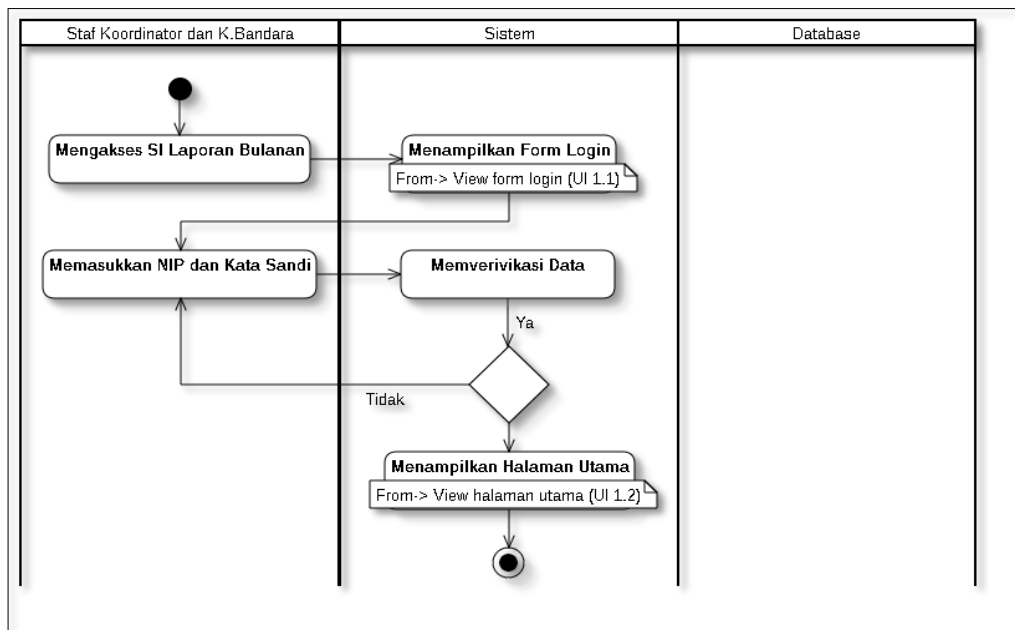 Staf Koordinator dan K.Bandara
Sistem
Database
Mengakses SI Laporan Bulanan
Menampilkan Form Login
From-> View form login (UI 1.1)
Memasukkan NIP dan Kata Sandi
Memverivikasi Data
Ya
Tidak
Menampilkan Halaman Utama
From-> View halaman utama (UI 1.2)